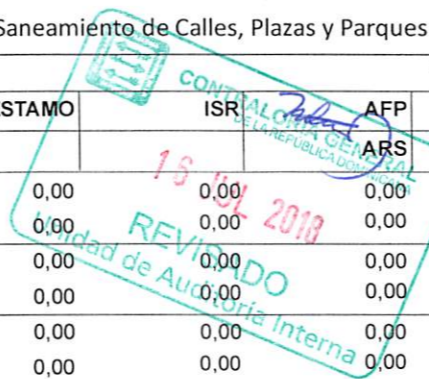 Saneamiento de Calles, Plazas y Parques
STAMO ISR AFP
ARS
CONTRALORÍA GENERAL
DE LA REPÚBLICA DOMINICANA
16 JUL 2018
REVISADO
Unidad de Auditoría Interna
0,00 0,00 0,00
0,00 0,00 0,00
0,00 0,00 0,00
0,00 0,00 0,00
0,00 0,00 0,00
0,00 0,00 0,00